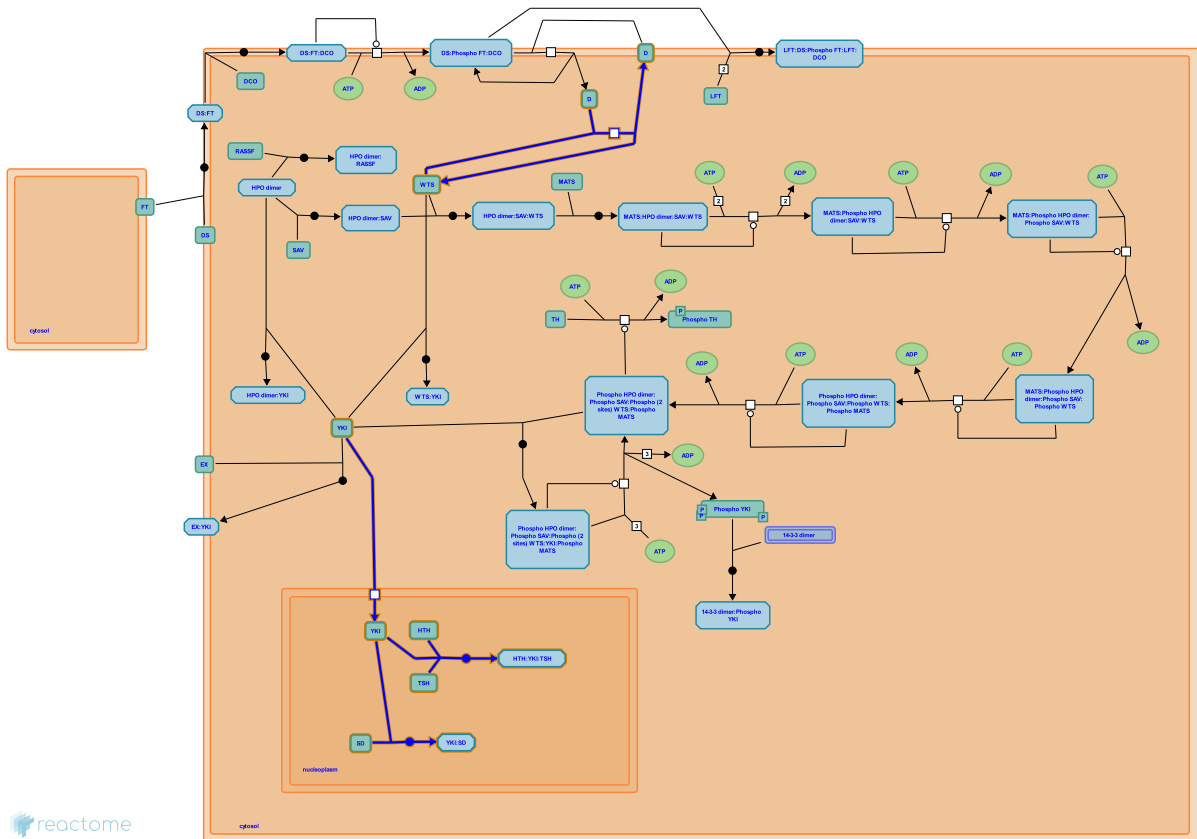 DS:FT:DCO
DS:Phospho FT:DCO
D
LFT:DS:Phospho FT:LFT:
DCO
DCO
ATP
ADP
2
LFT
D
DS:FT
RASSF
HPO dimer:
RASSF
HPO dimer
WTS
MATS
ATP
ADP
ATP
ADP
ATP
2
2
FT
DS
SAV
HPO dimer:SAV
HPO dimer:SAV:WTS
MATS:HPO dimer:SAV:WTS
MATS:Phospho HPO
dimer:SAV:WTS
MATS:Phospho HPO dimer:
Phospho SAV:WTS
cytosol
ATP
ADP
TH
P
Phospho TH
ADP
ADP
ATP
ADP
ATP
HPO dimer:YKI
WTS:YKI
Phospho HPO dimer:
Phospho SAV:Phospho (2
sites) WTS:Phospho
MATS
Phospho HPO dimer:
Phospho SAV:Phospho WTS:
Phospho MATS
MATS:Phospho HPO
dimer:Phospho SAV:
Phospho WTS
YKI
EX
3
ADP
EX:YKI
Phospho HPO dimer:
Phospho SAV:Phospho (2
sites) WTS:YKI:Phospho
MATS
3
ATP
P
P
Phospho YKI
P
14-3-3 dimer
14-3-3 dimer:Phospho
YKI
YKI
HTH
HTH:YKI:TSH
TSH
SD
YKI:SD
nucleoplasm
cytosol
reactome